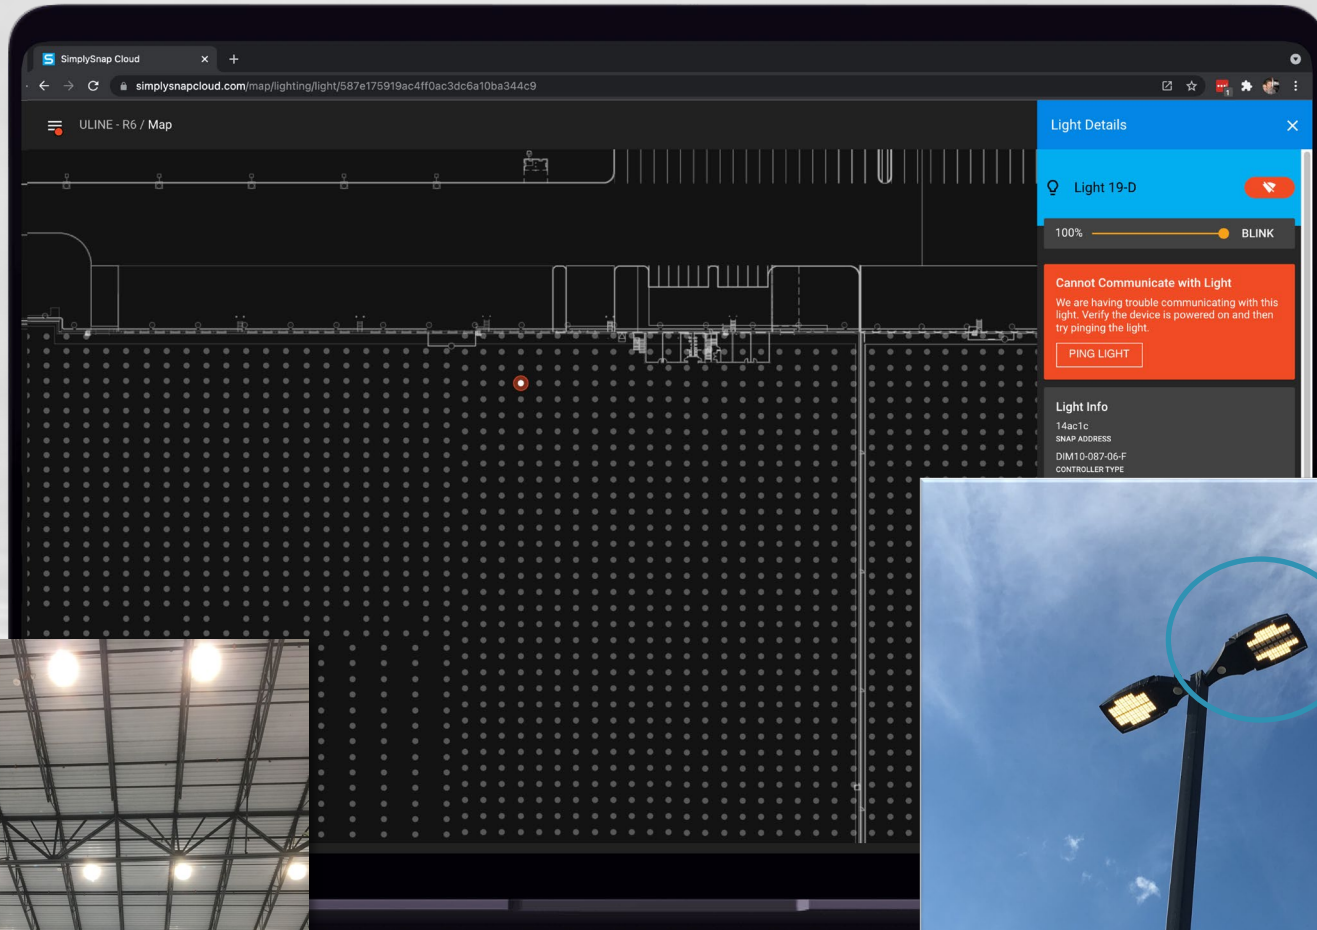 SimplySnap Cloud
simplysnapcloud.com/map/lighting/light/587e175919ac4ff0ac3dc6a10ba344c9
ULINE - R6 / Map
Light Details
Light 19-D
100%
BLINK
Cannot Communicate with Light
We are having trouble communicating with this
light. Verify the device is powered on and then
try pinging the light.
PING LIGHT
Light Info
14ac1c
SNAP ADDRESS
DIM10-087-06-F
CONTROLLER TYPE